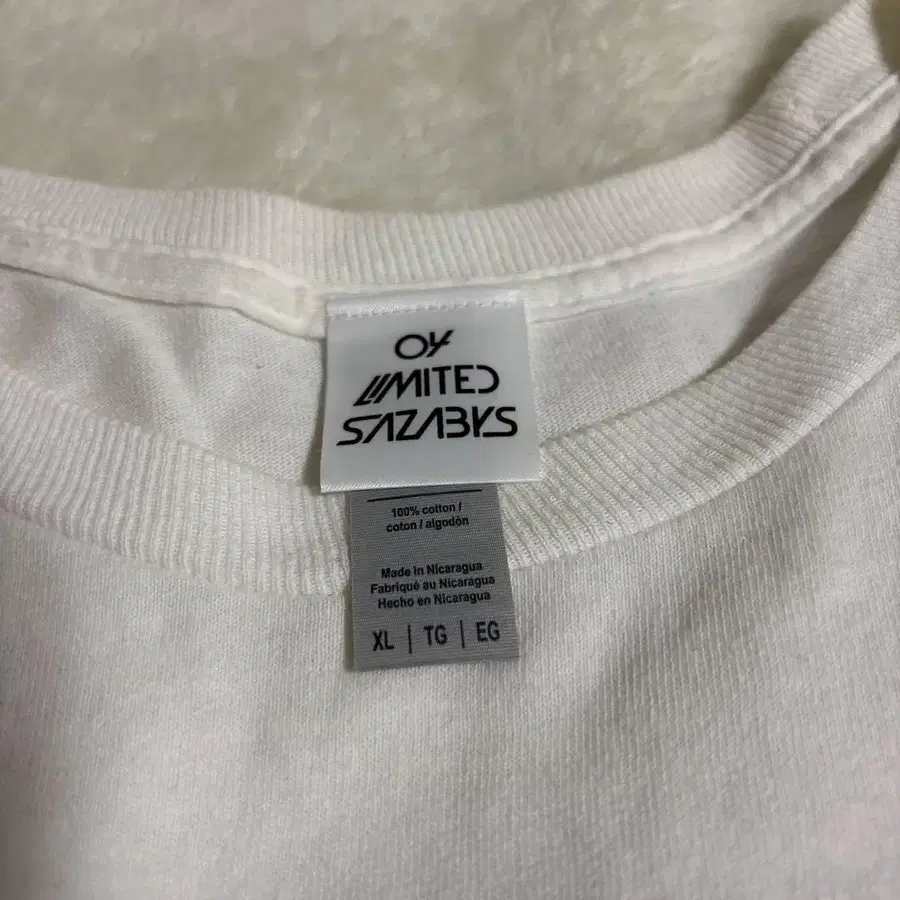 04
LIMITED
SAZABYS
100% cotton /
coton / algodón
Made in Nicaragua
Fabriqué au Nicaragua
Hecho en Nicaragua
XL | TG | EG